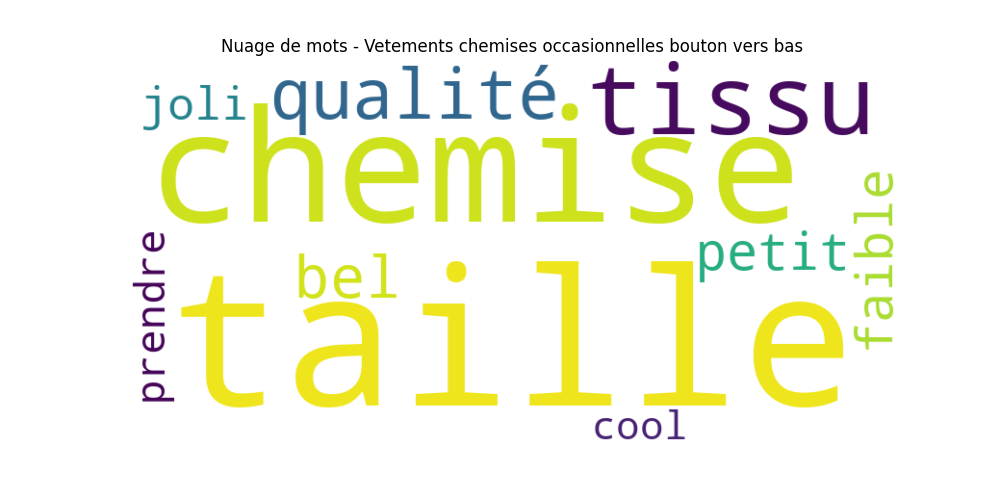 Nuage de mots - Vetements chemises occasionnelles bouton vers bas
joli
qualité
tissu
chemise
prendre
bel
petit
faible
taille
cool